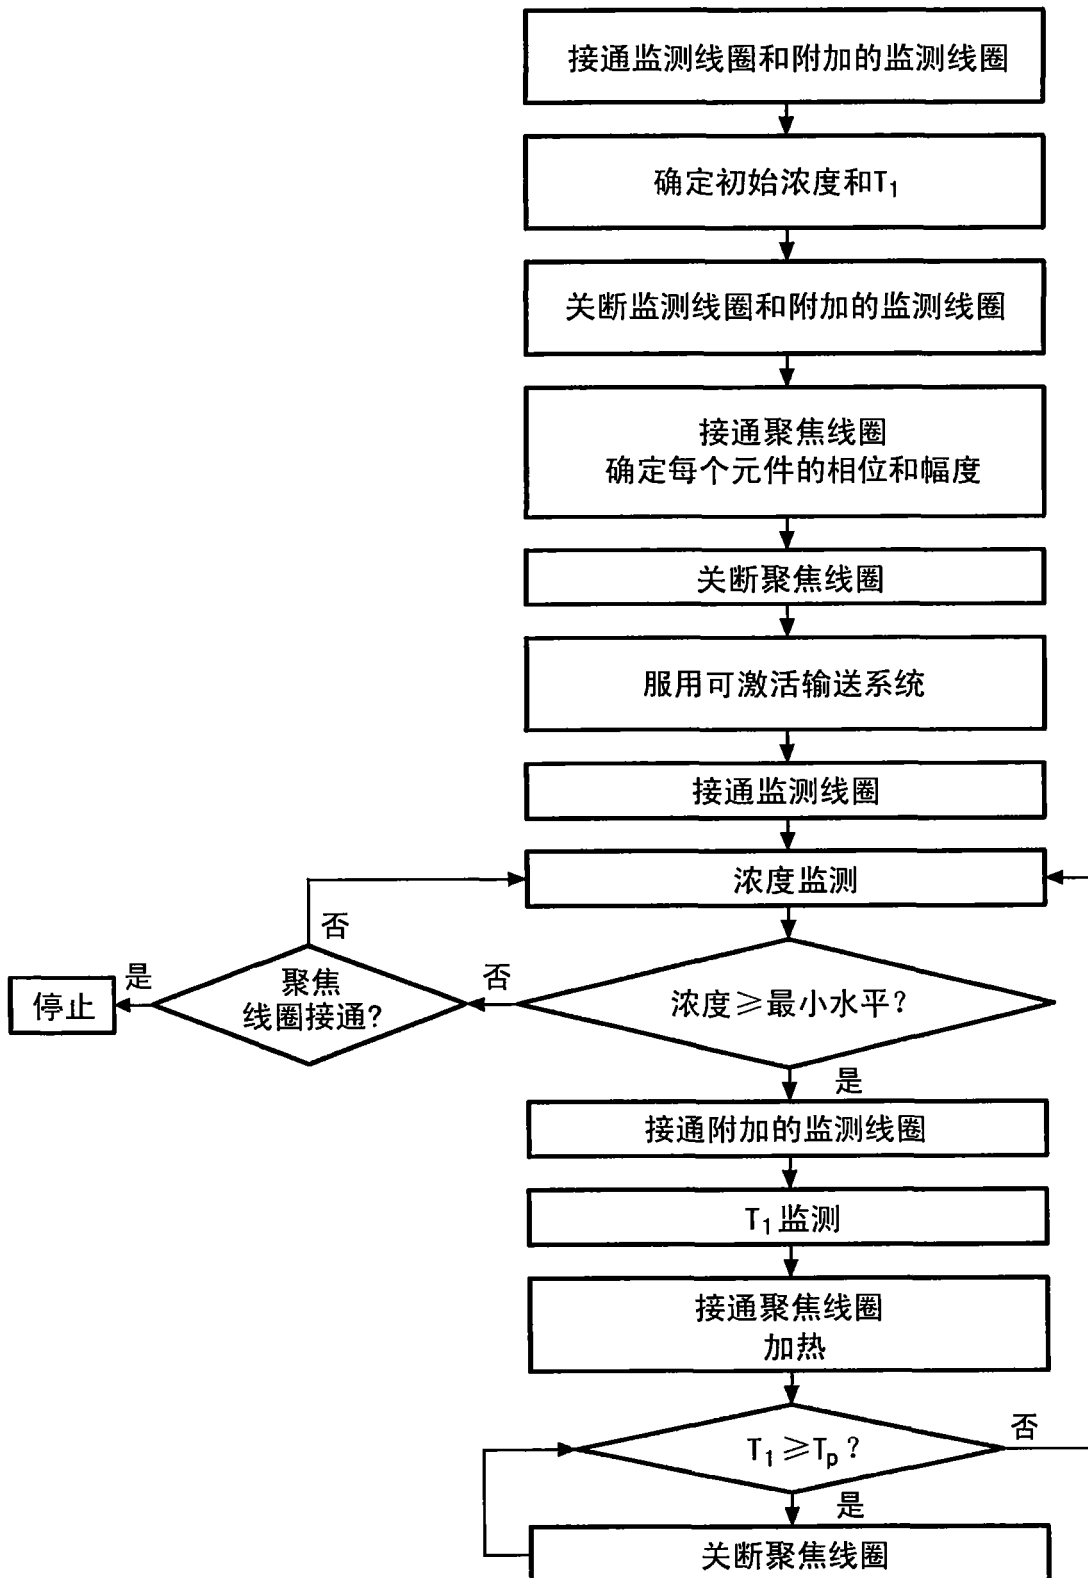 接通监测线圈和附加的监测线圈
确定初始浓度和T₁
关断监测线圈和附加的监测线圈
接通聚焦线圈
确定每个元件的相位和幅度
关断聚焦线圈
服用可激活输送系统
接通监测线圈
浓度监测
否
是
停止
聚焦
线圈接通?
否
浓度≥最小水平?
是
接通附加的监测线圈
T₁监测
接通聚焦线圈
加热
T₁≥Tₚ?
否
是
关断聚焦线圈